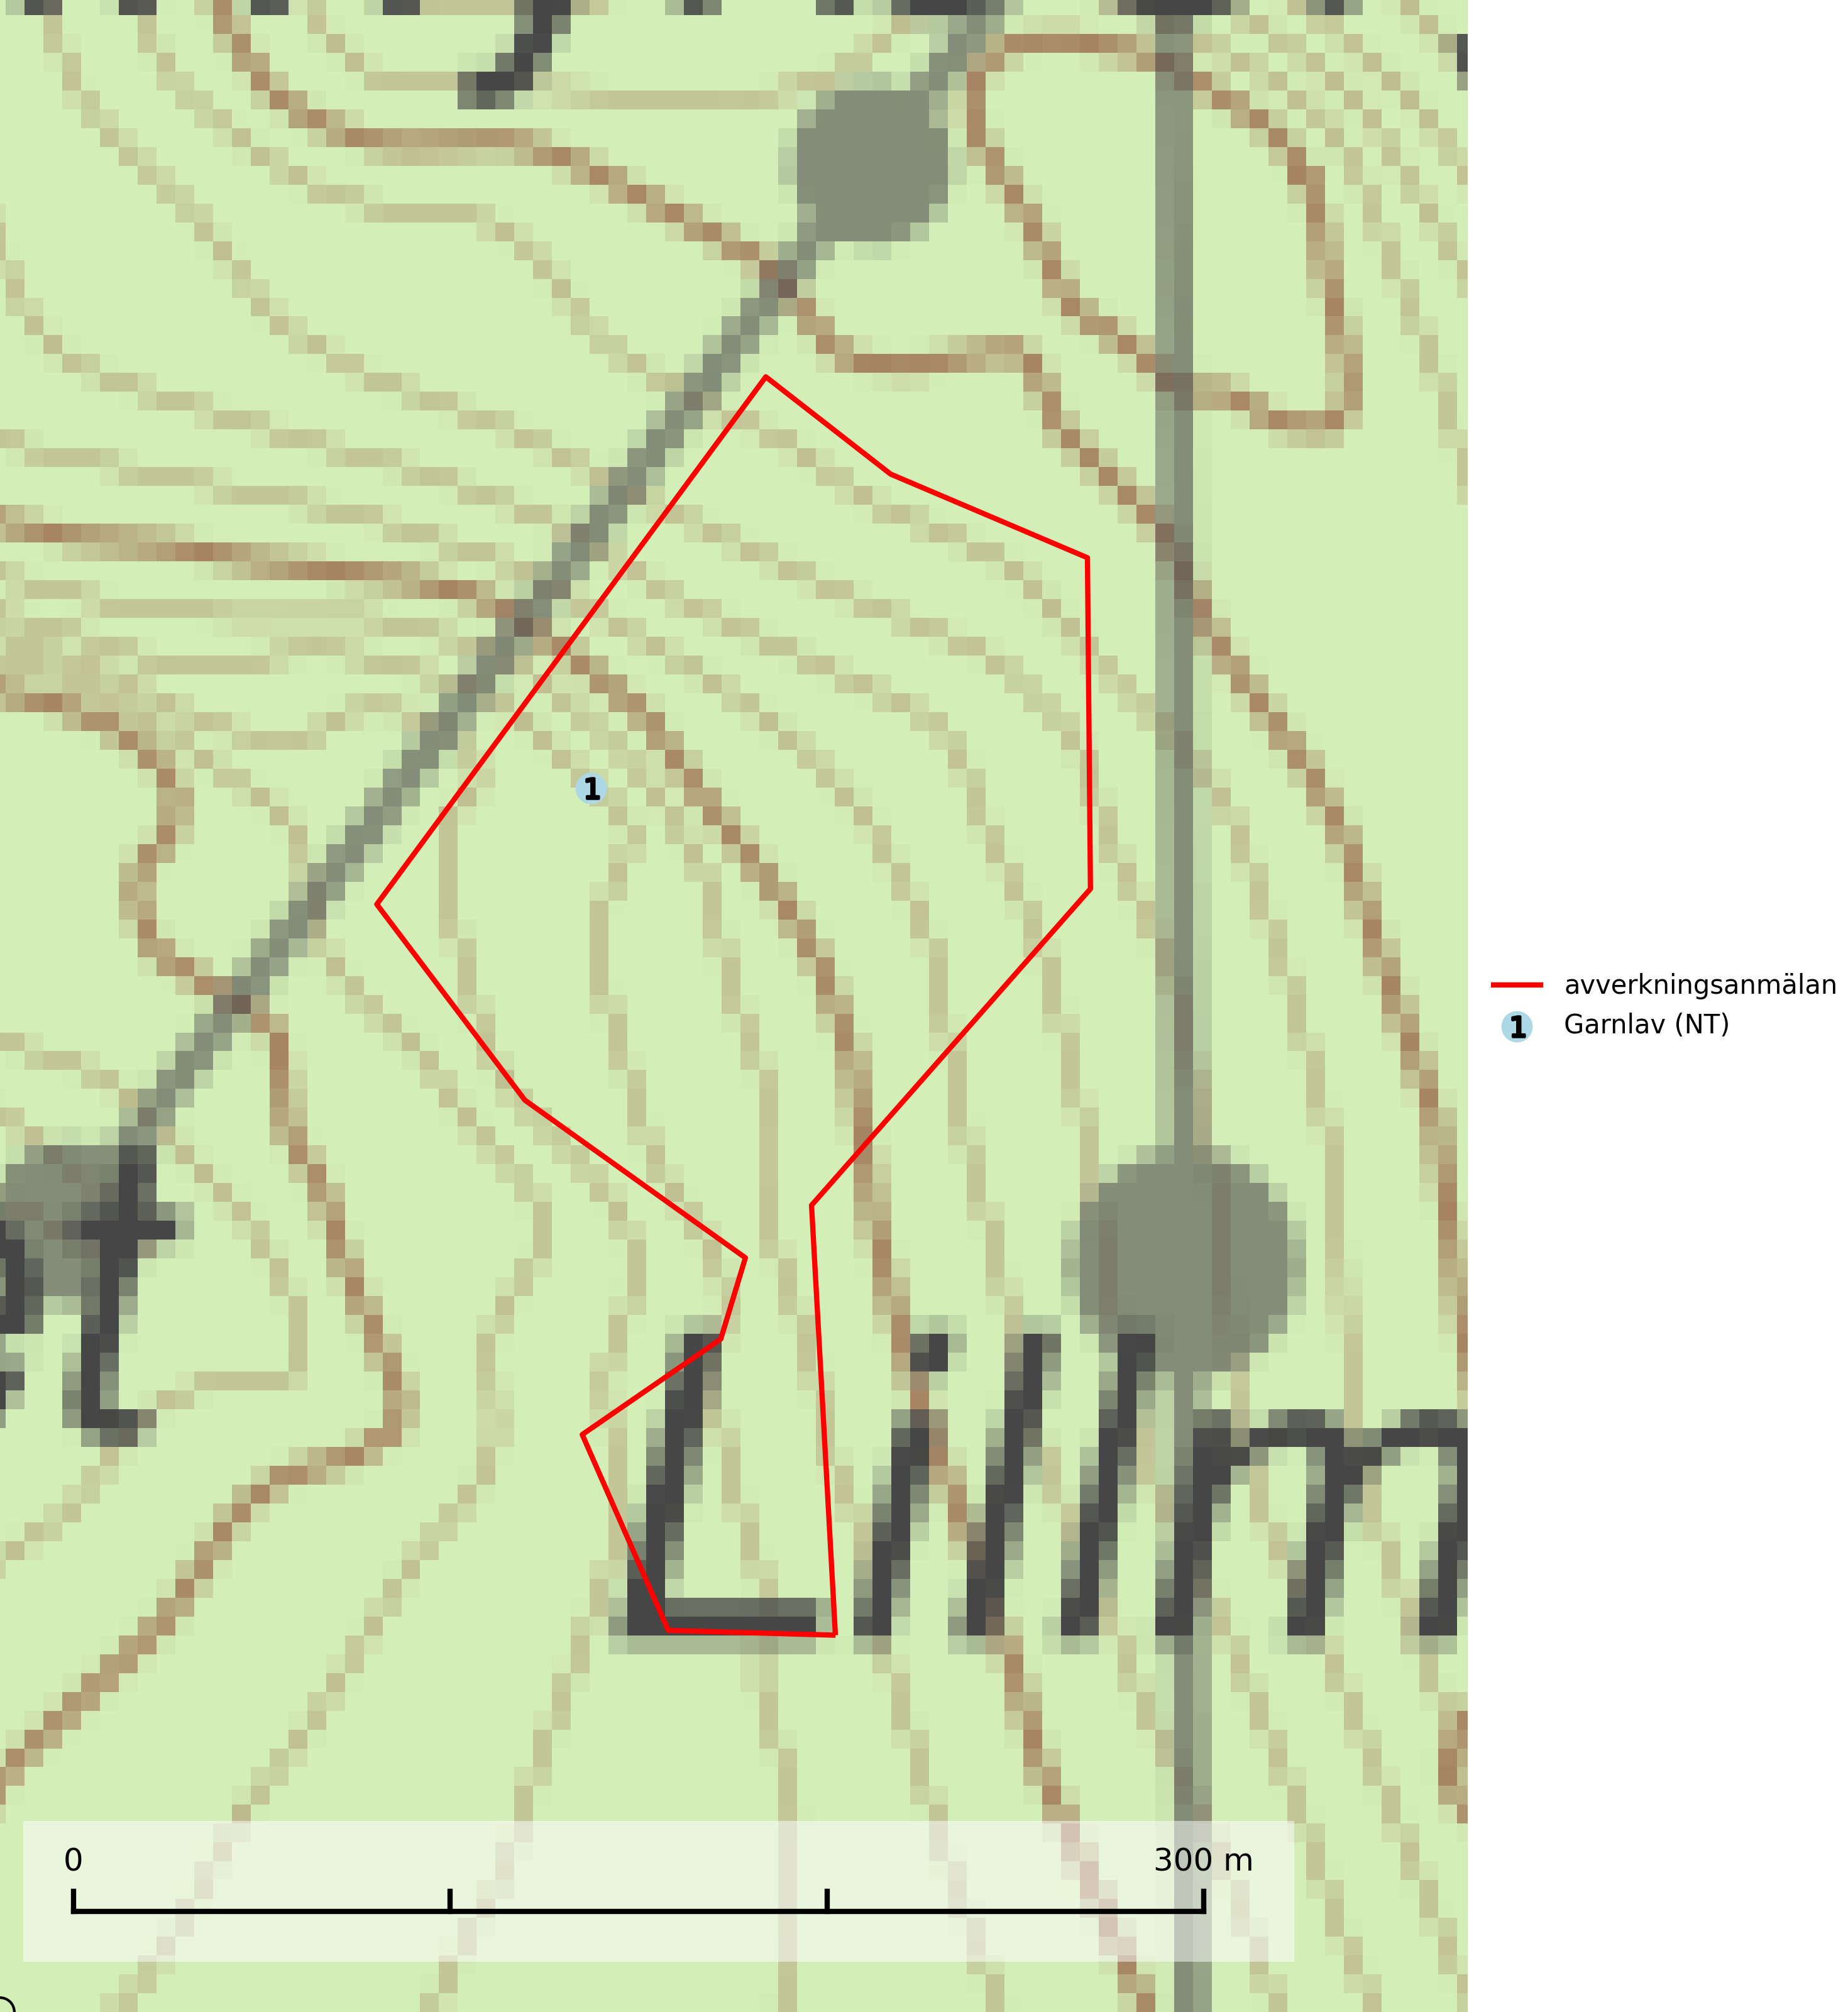 1
avverkningsanmälan
1 Garnlav (NT)
0 300 m